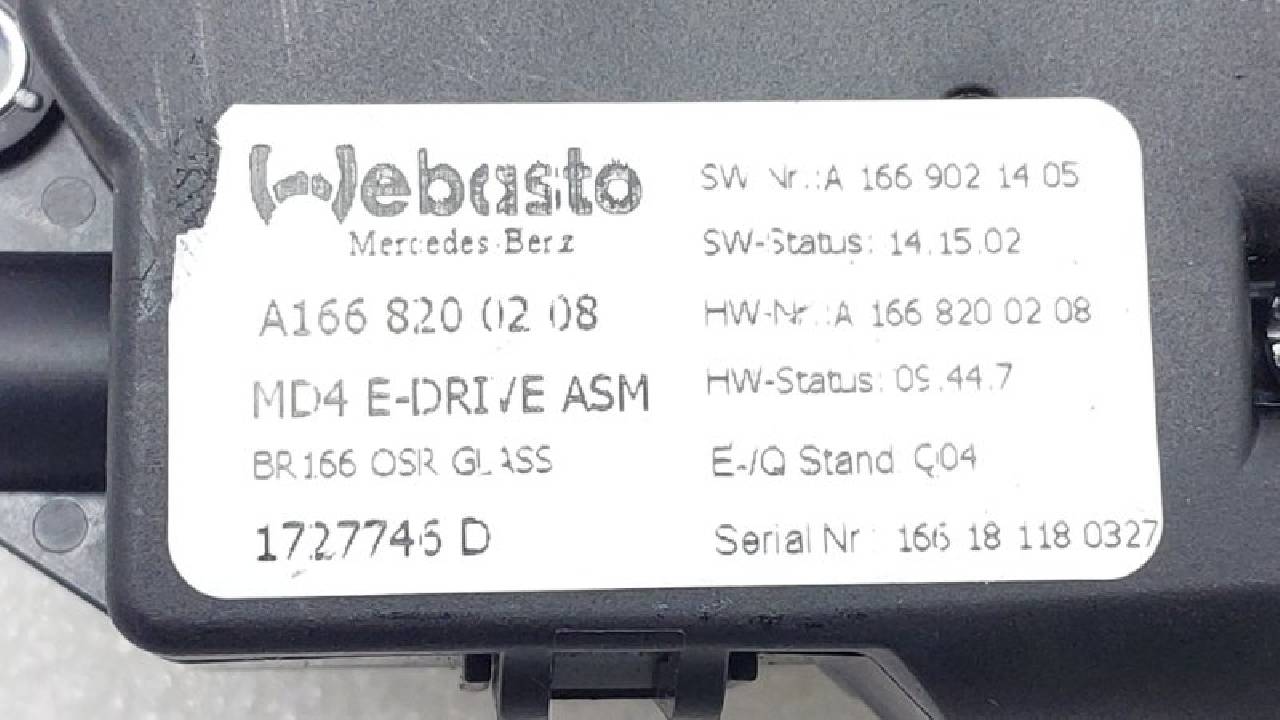 Webasto
Mercedes-Benz
A166 820 02 08
MD4 E-DRIVE ASM
BR166 OSR GLASS
1727746 D
SW-Nr.:A 166 902 14 05
SW-Status: 14.15.02
HW-Nr.:A 166 820 02 08
HW-Status: 09.44.7
E-/Q Stand Q04
Serial Nr.: 166 18 118 0327